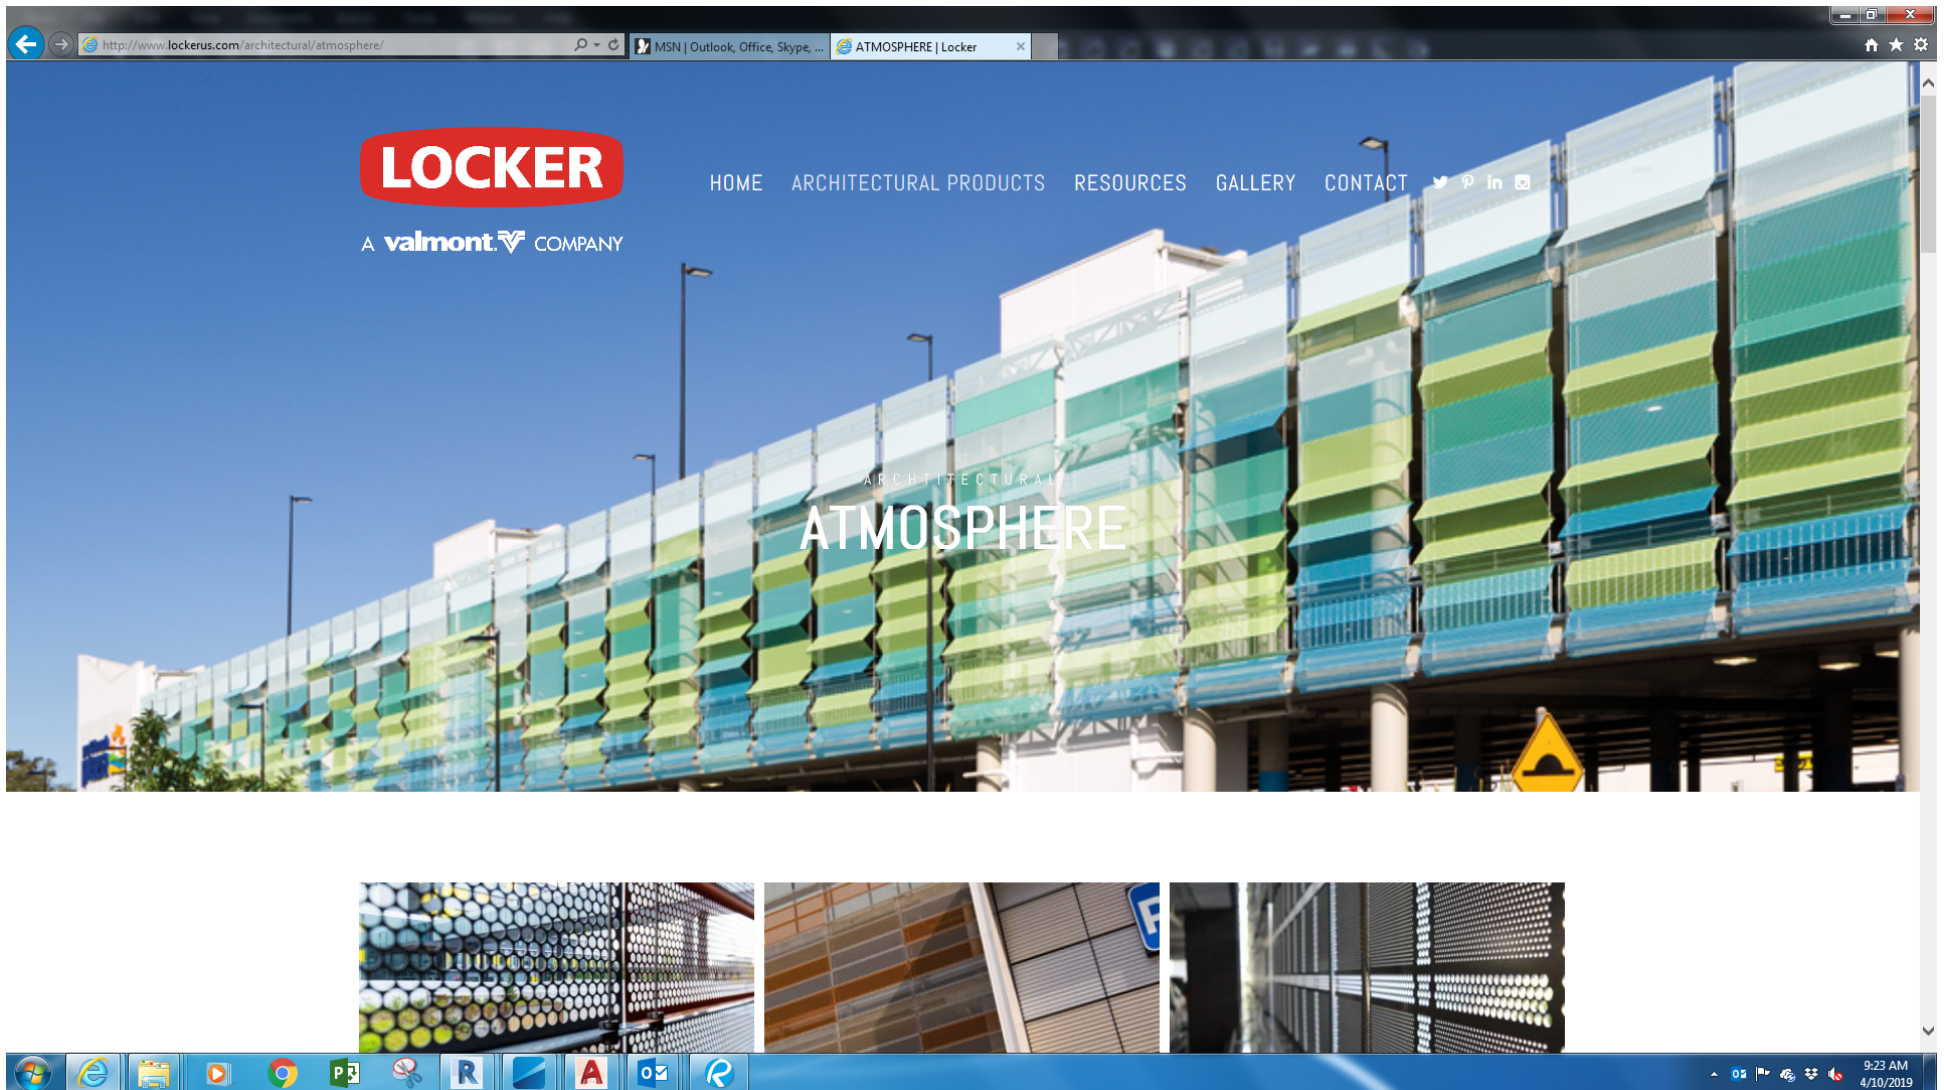 http://www.lockerus.com/architectural/atmosphere/
MSN | Outlook, Office, Skype, ...
ATMOSPHERE | Locker
LOCKER
A valmont COMPANY
HOME
ARCHITECTURAL PRODUCTS
RESOURCES
GALLERY
CONTACT
ARCHTITECTURAL
ATMOSPHERE
P
9:23 AM
4/10/2019